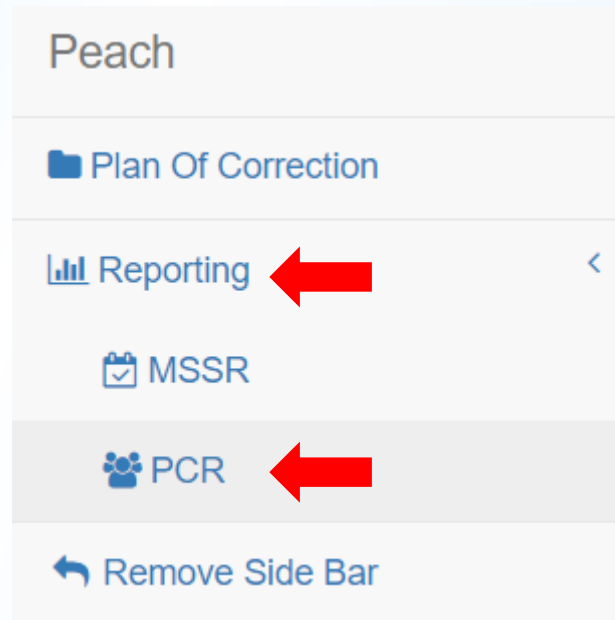 Peach
Plan Of Correction
Reporting
MSSR
PCR
Remove Side Bar